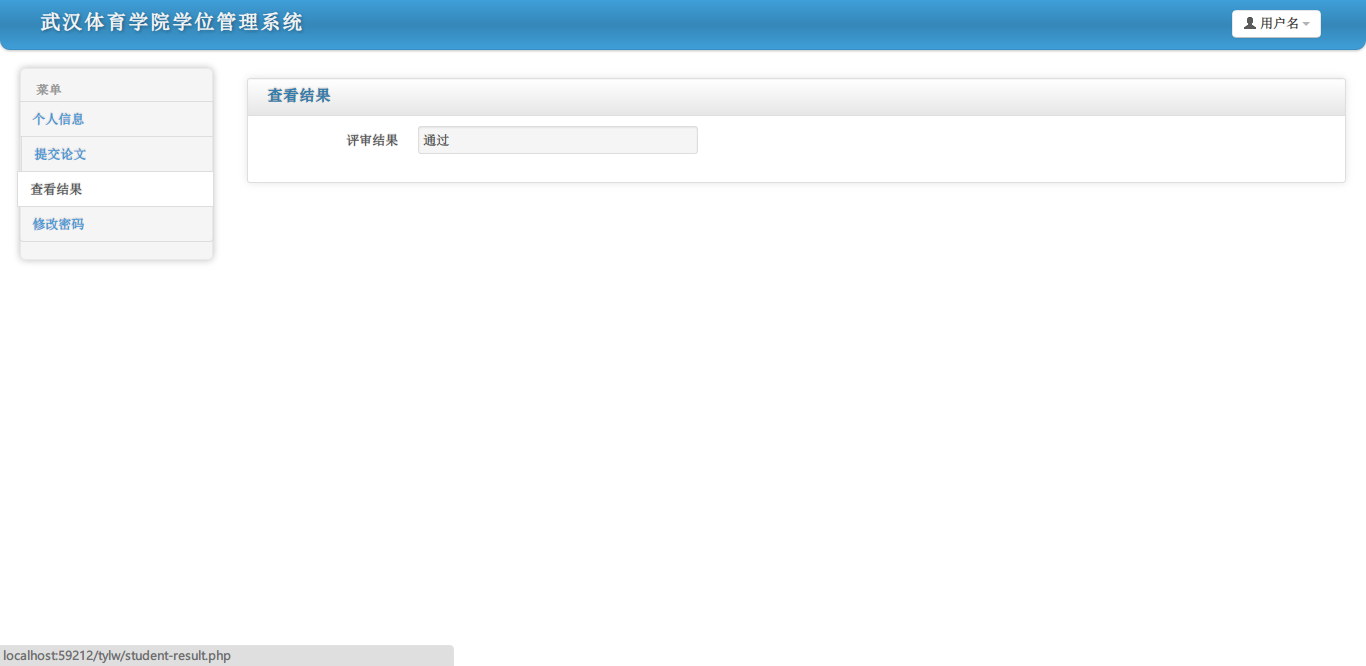 武汉体育学院学位管理系统
用户名
菜单
个人信息
提交论文
查看结果
修改密码
查看结果
评审结果 通过
localhost:59212/tylw/student-result.php